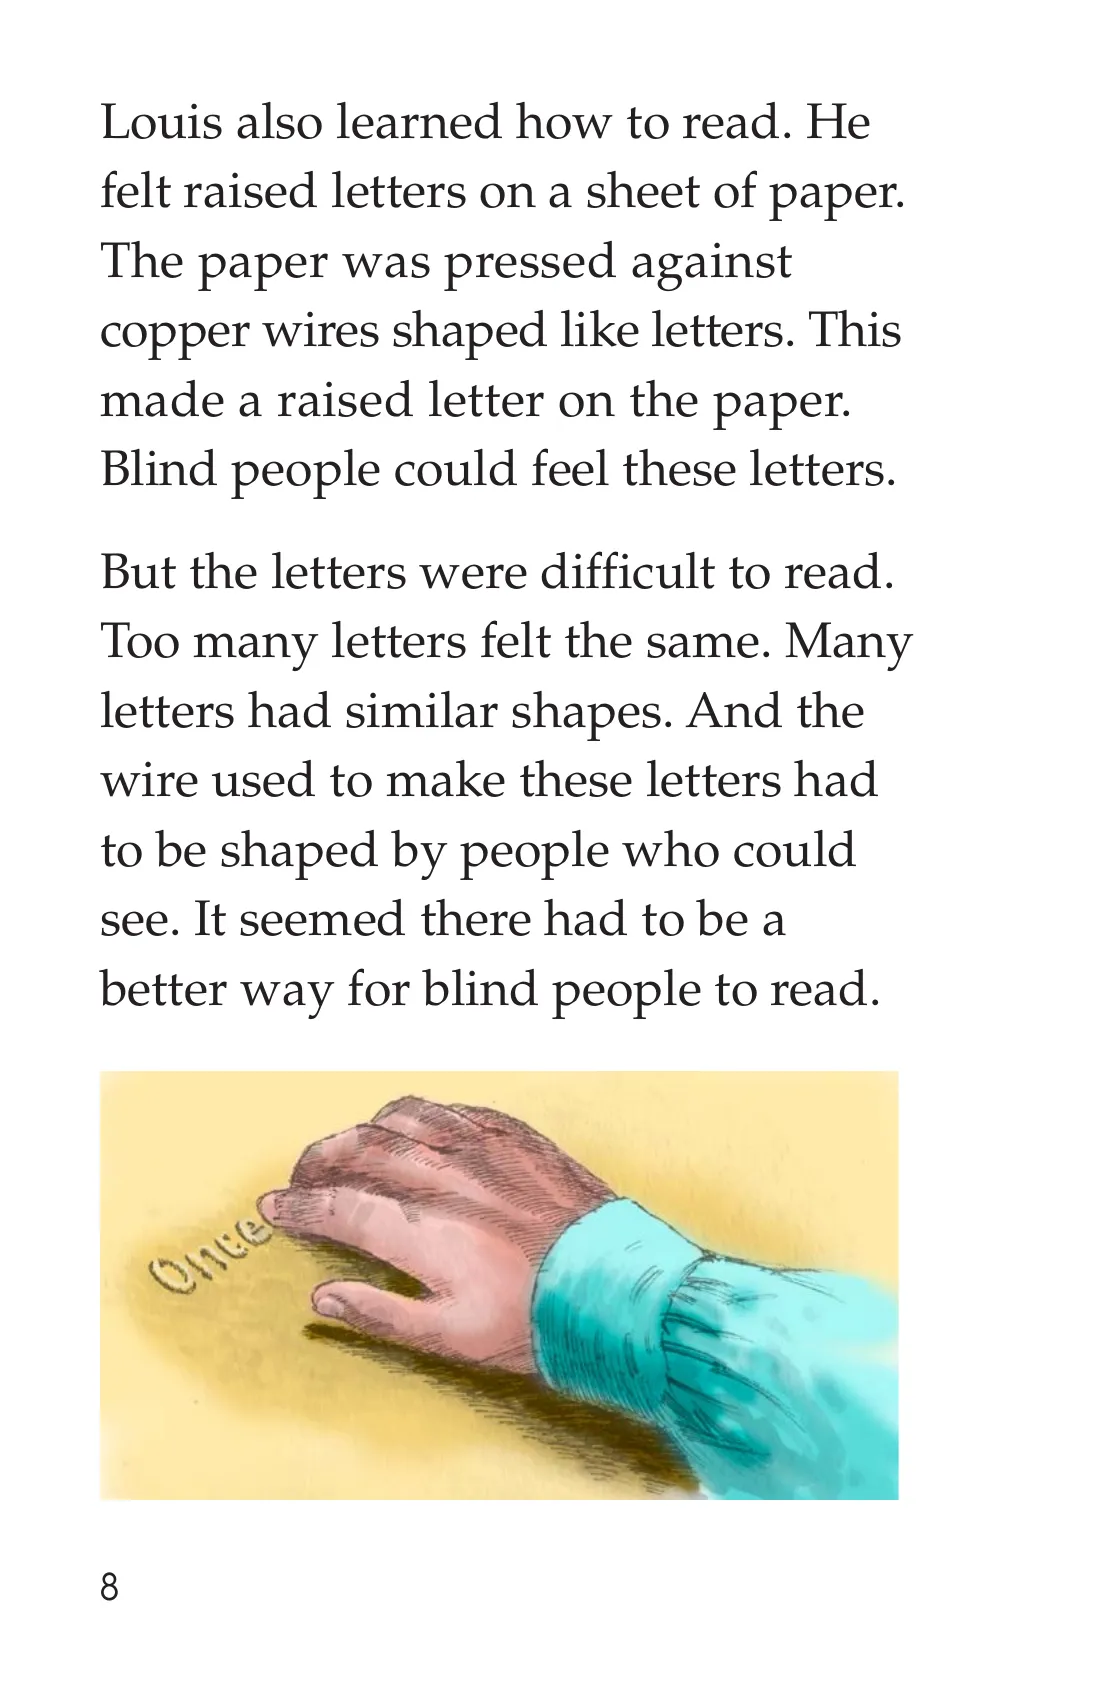 Louis also learned how to read. He
felt raised letters on a sheet of paper.
The paper was pressed against
copper wires shaped like letters. This
made a raised letter on the paper.
Blind people could feel these letters.
But the letters were difficult to read.
Too many letters felt the same. Many
letters had similar shapes. And the
wire used to make these letters had
to be shaped by people who could
see. It seemed there had to be a
better way for blind people to read.
Once
8